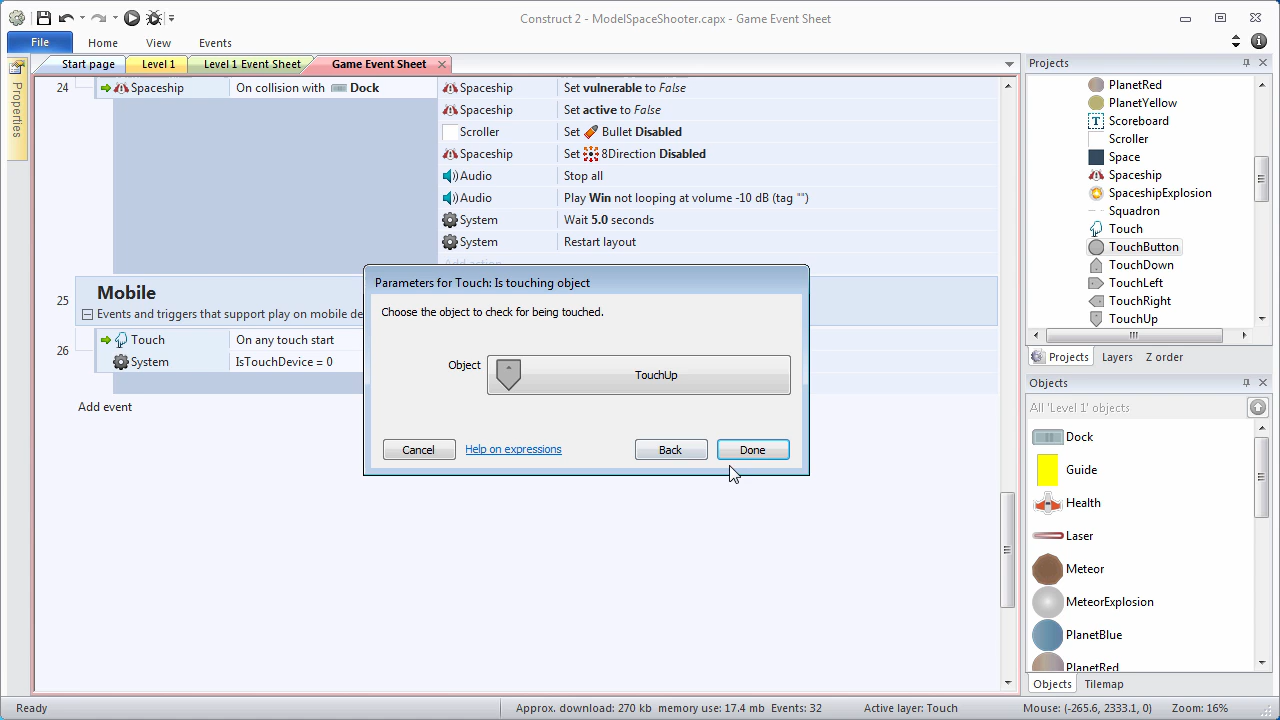 Construct 2 - ModelSpaceShooter.capx - Game Event Sheet
File Home View Events
Start page Level 1 Level 1 Event Sheet Game Event Sheet
Properties
24 Spaceship On collision with Dock
Spaceship Set vulnerable to False
Spaceship Set active to False
Scroller Set Bullet Disabled
Spaceship Set 8Direction Disabled
Audio Stop all
Audio Play Win not looping at volume -10 dB (tag "")
System Wait 5.0 seconds
System Restart layout
Add action
25 Mobile
Events and triggers that support play on mobile de
26 Touch On any touch start
System IsTouchDevice = 0
Add event
Parameters for Touch: Is touching object
Choose the object to check for being touched.
Object TouchUp
Cancel Help on expressions Back Done
Projects
PlanetRed
PlanetYellow
Scoreboard
Scroller
Space
Spaceship
SpaceshipExplosion
Squadron
Touch
TouchButton
TouchDown
TouchLeft
TouchRight
TouchUp
Projects Layers Z order
Objects
All 'Level 1' objects
Dock
Guide
Health
Laser
Meteor
MeteorExplosion
PlanetBlue
PlanetRed
Objects Tilemap
Ready Approx. download: 270 kb memory use: 17.4 mb Events: 32 Active layer: Touch Mouse: (-265.6, 2333.1, 0) Zoom: 16%